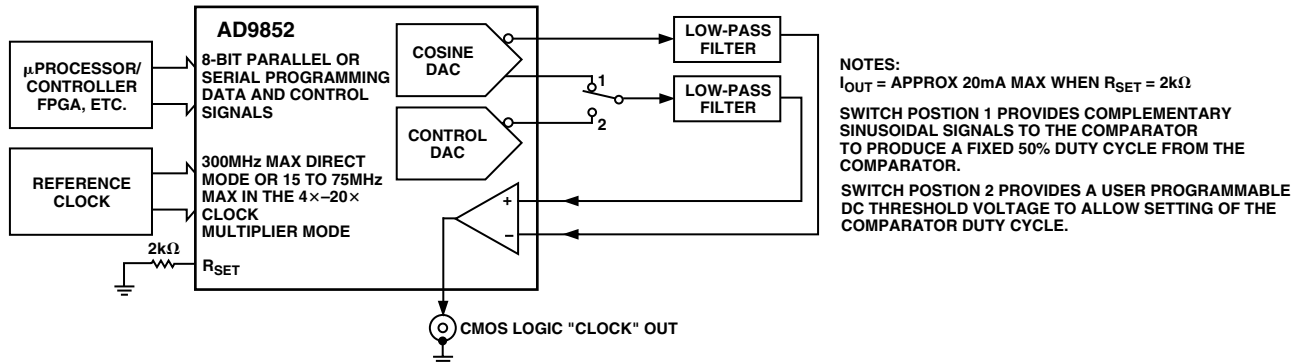 AD9852
μPROCESSOR/
CONTROLLER
FPGA, ETC.
8-BIT PARALLEL OR
SERIAL PROGRAMMING
DATA AND CONTROL
SIGNALS
COSINE
DAC
LOW-PASS
FILTER
1
2
LOW-PASS
FILTER
CONTROL
DAC
REFERENCE
CLOCK
300MHz MAX DIRECT
MODE OR 15 TO 75MHz
MAX IN THE 4×–20×
CLOCK
MULTIPLIER MODE
+
–
2kΩ
RSET
CMOS LOGIC "CLOCK" OUT
NOTES:
IOUT = APPROX 20mA MAX WHEN RSET = 2kΩ
SWITCH POSTION 1 PROVIDES COMPLEMENTARY
SINUSOIDAL SIGNALS TO THE COMPARATOR
TO PRODUCE A FIXED 50% DUTY CYCLE FROM THE
COMPARATOR.
SWITCH POSTION 2 PROVIDES A USER PROGRAMMABLE
DC THRESHOLD VOLTAGE TO ALLOW SETTING OF THE
COMPARATOR DUTY CYCLE.